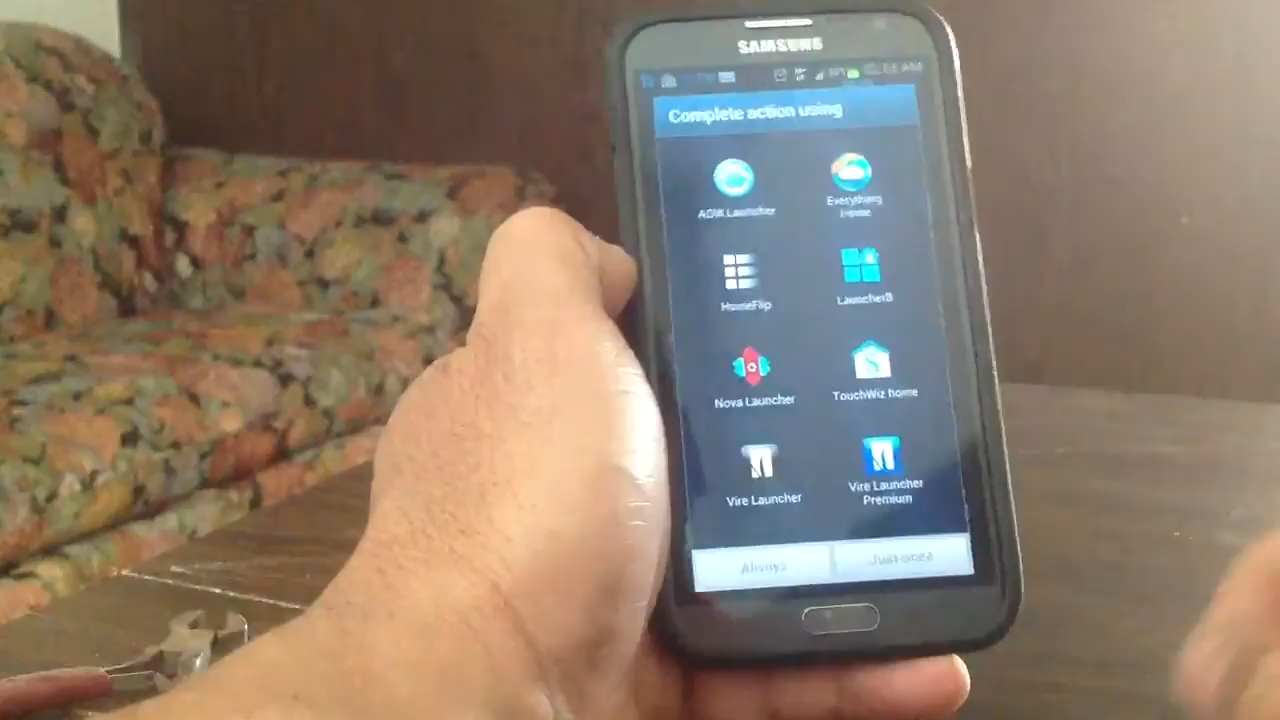 SAMSUNG
AM
Complete action using
ADW Launcher
Everything
Home
HomeFlip
Launcher8
Nova Launcher
TouchWiz home
Vire Launcher
Vire Launcher
Premium
Always
Just once